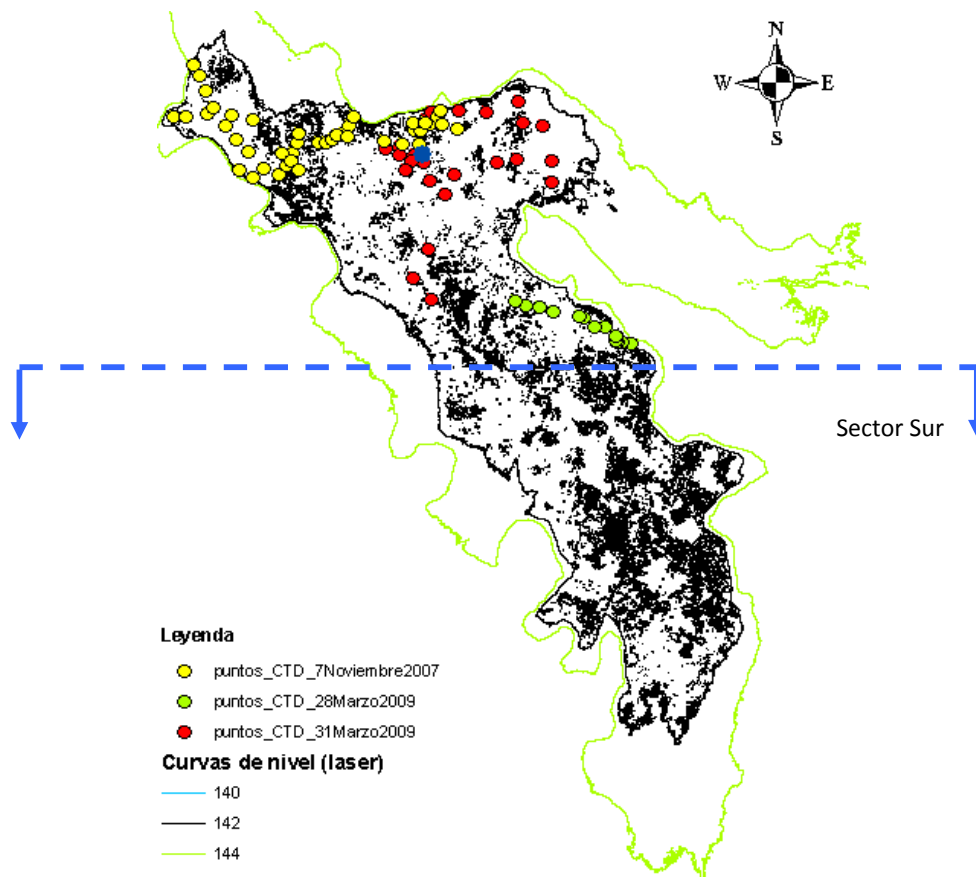 N
W E
S
Sector Sur
Leyenda
puntos_CTD_7Noviembre2007
puntos_CTD_28Marzo2009
puntos_CTD_31Marzo2009
Curvas de nivel (laser)
140
142
144